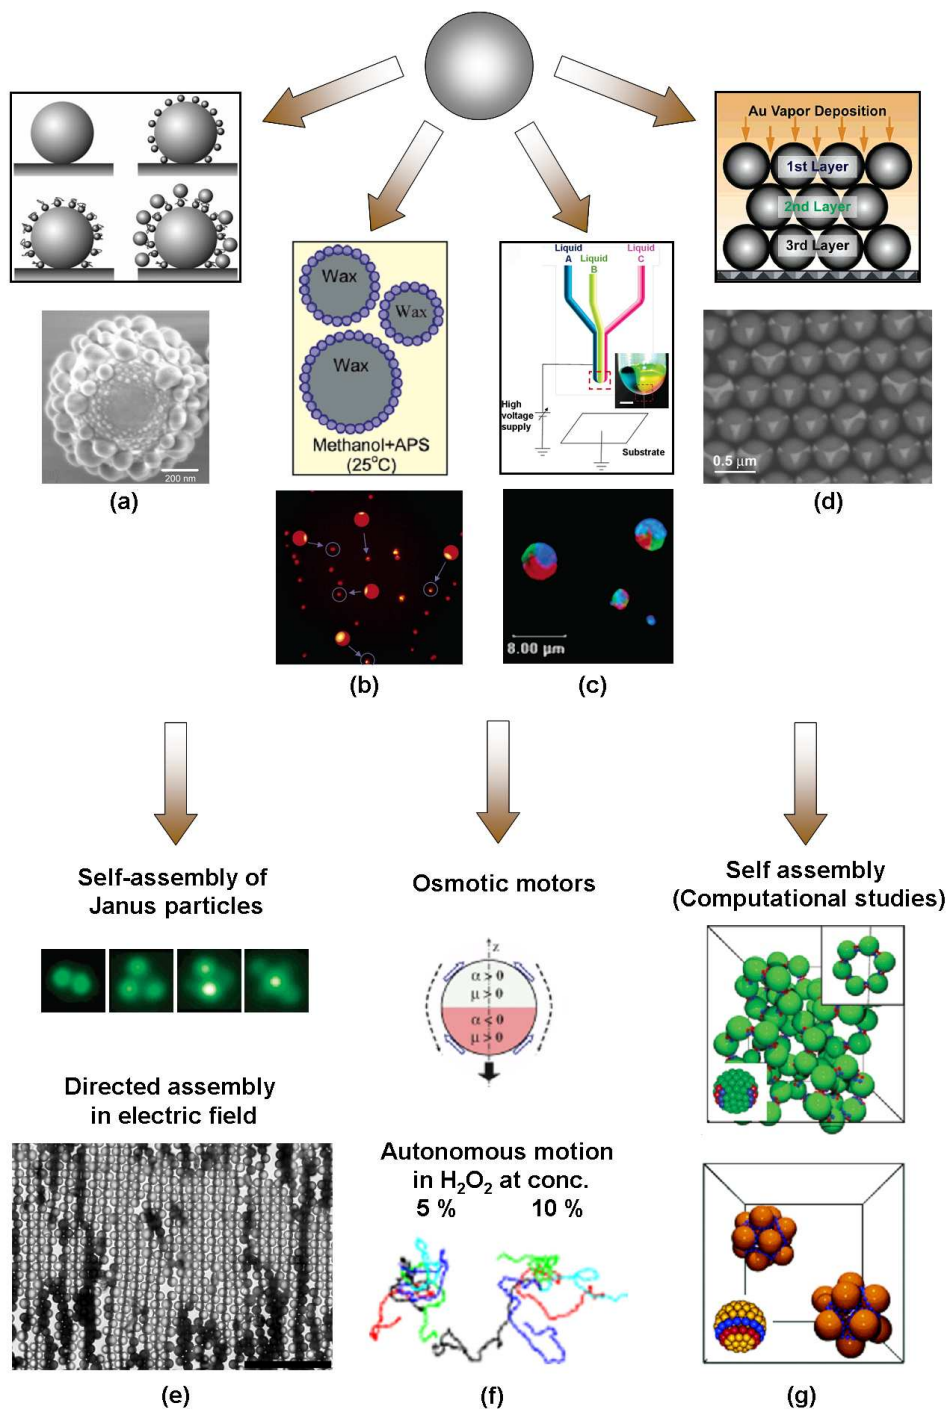 Au Vapor Deposition
1st Layer
2nd Layer
3rd Layer
200 nm
(a)
Wax
Wax
Wax
Methanol+APS
(25°C)
Liquid
A
Liquid
B
Liquid
C
High
voltage
supply
Substrate
0.5 μm
(d)
8.00 μm
(b)
(c)
Self-assembly of
Janus particles
Osmotic motors
Self assembly
(Computational studies)
z
α > 0
μ > 0
α < 0
μ > 0
Directed assembly
in electric field
Autonomous motion
in H₂O₂ at conc.
5 % 10 %
(e)
(f)
(g)